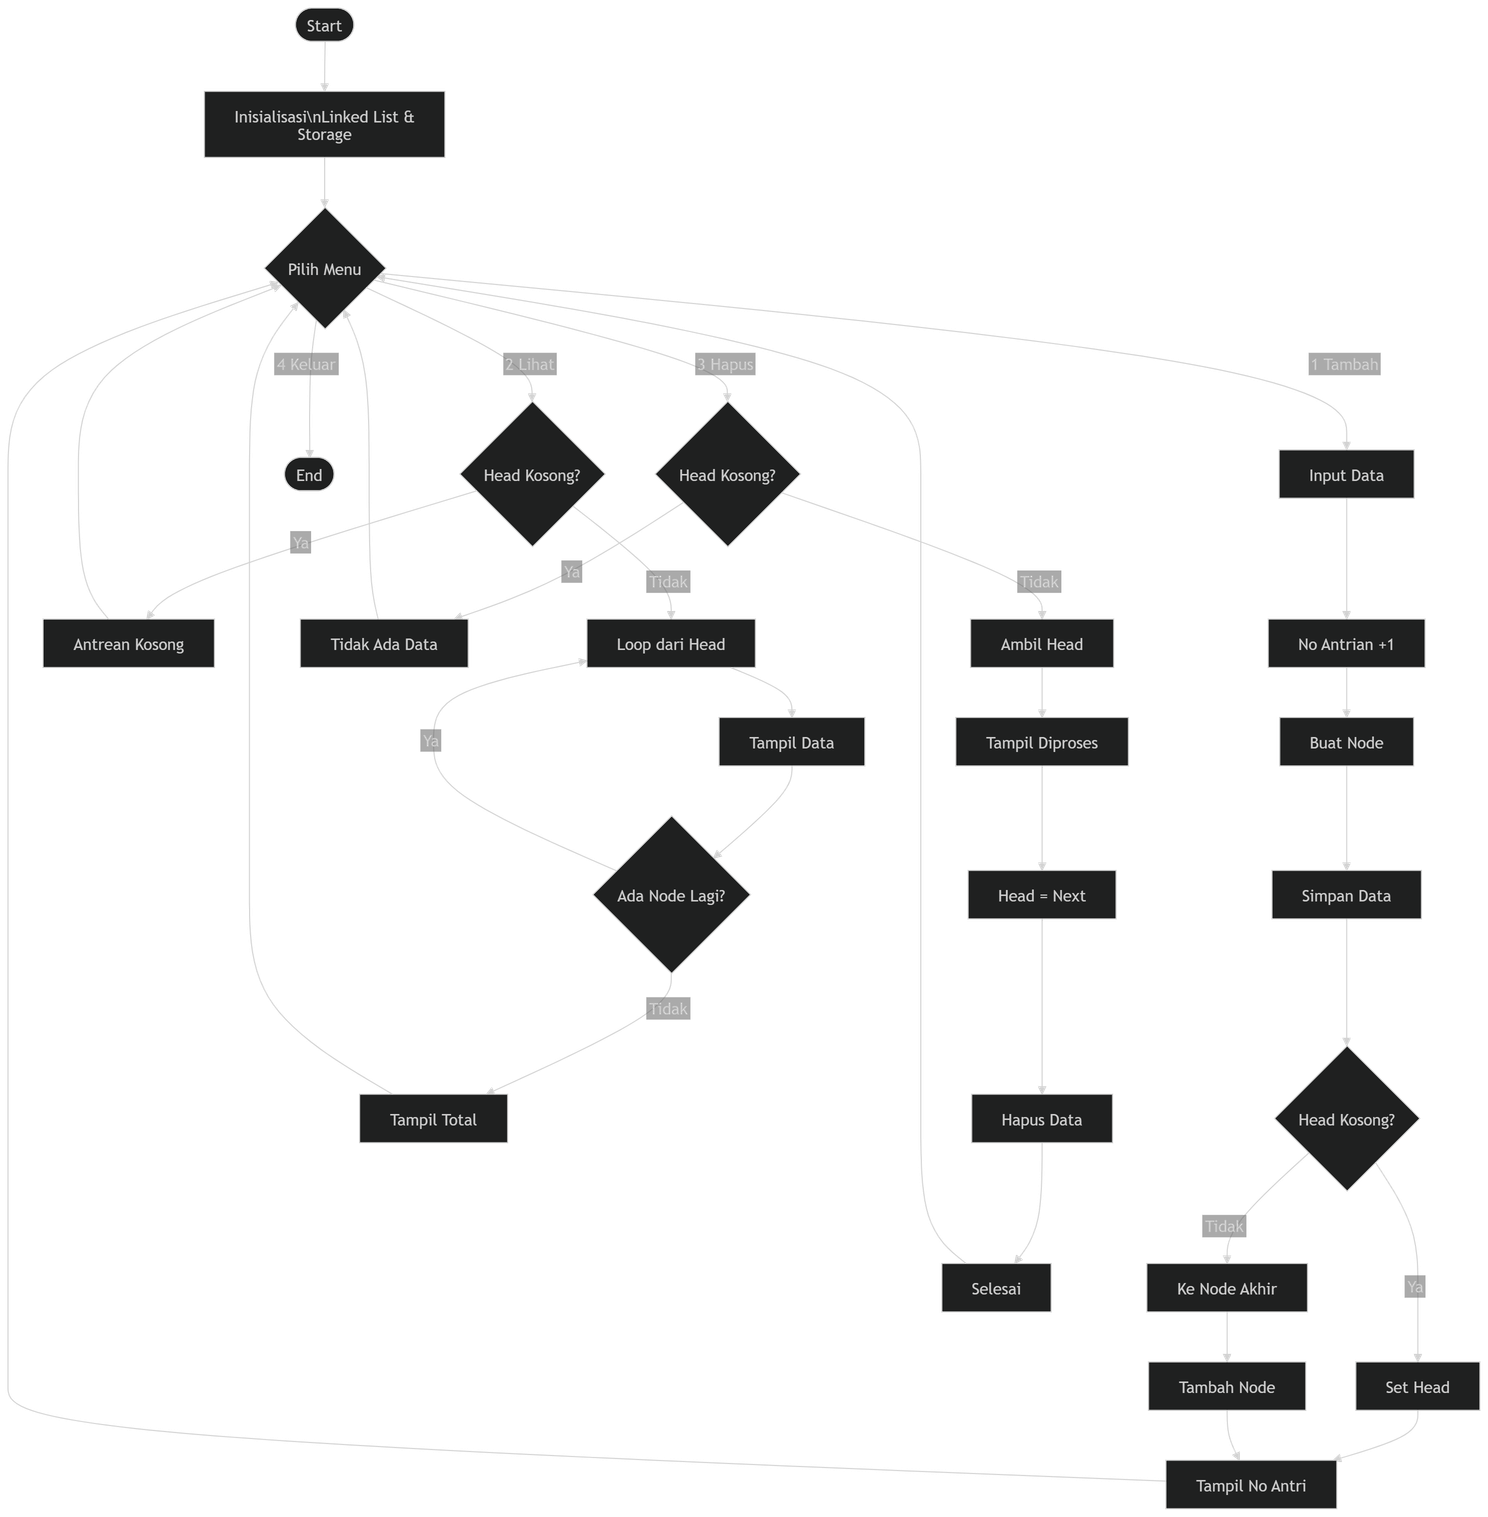 Start
Inisialisasi\nLinked List &
Storage
Pilih Menu
4 Keluar
2 Lihat
3 Hapus
1 Tambah
End
Head Kosong?
Head Kosong?
Input Data
Ya
Ya
Tidak
Tidak
Antrean Kosong
Tidak Ada Data
Loop dari Head
Ambil Head
No Antrian +1
Ya
Tampil Data
Tampil Diproses
Buat Node
Ada Node Lagi?
Head = Next
Simpan Data
Tidak
Tampil Total
Hapus Data
Head Kosong?
Tidak
Ya
Selesai
Ke Node Akhir
Tambah Node
Set Head
Tampil No Antri